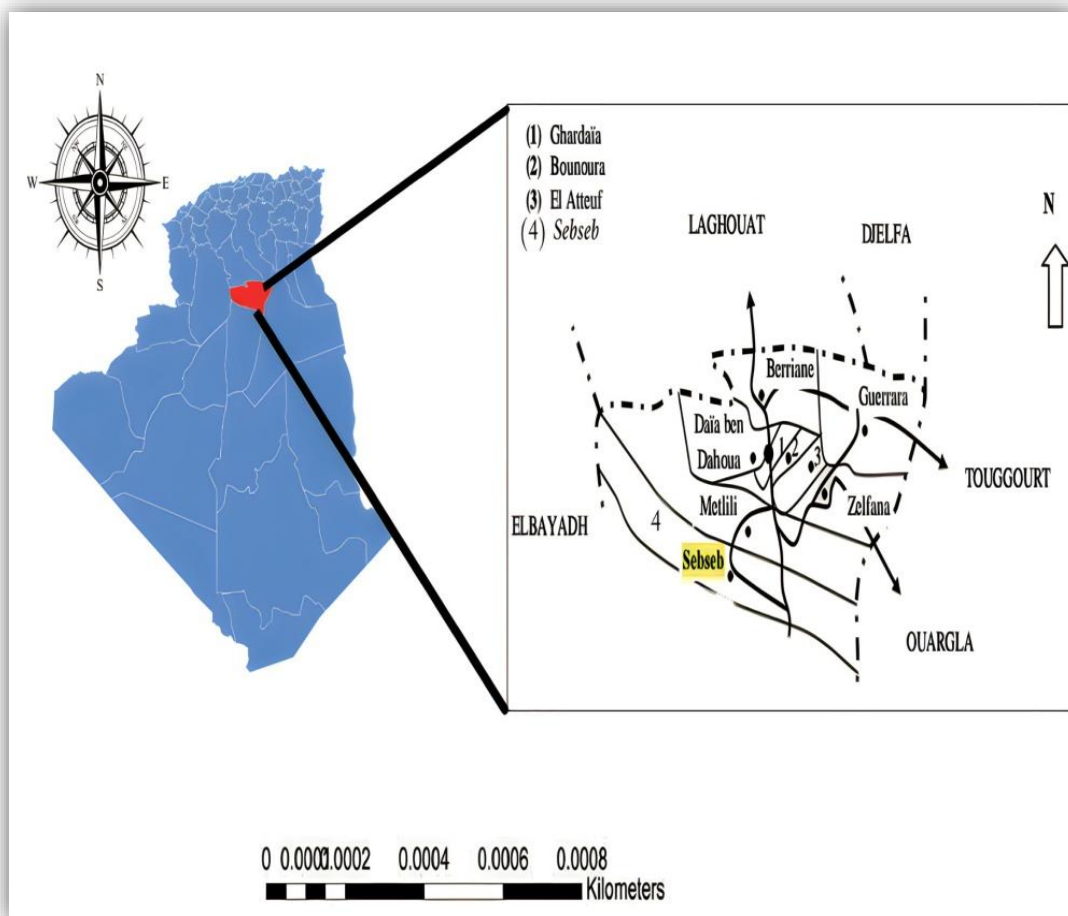 N
W E
S
(1) Ghardaïa
(2) Bounoura
(3) El Atteuf
(4) Sebseb
N
LAGHOUAT
DJELFA
Berriane
Guerrara
Daïa ben
Dahoua
1
2
3
TOUGGOURT
Metlili
Zelfana
ELBAYADH
4
Sebseb
OUARGLA
0 0.0001 0.0002 0.0004 0.0006 0.0008
Kilometers